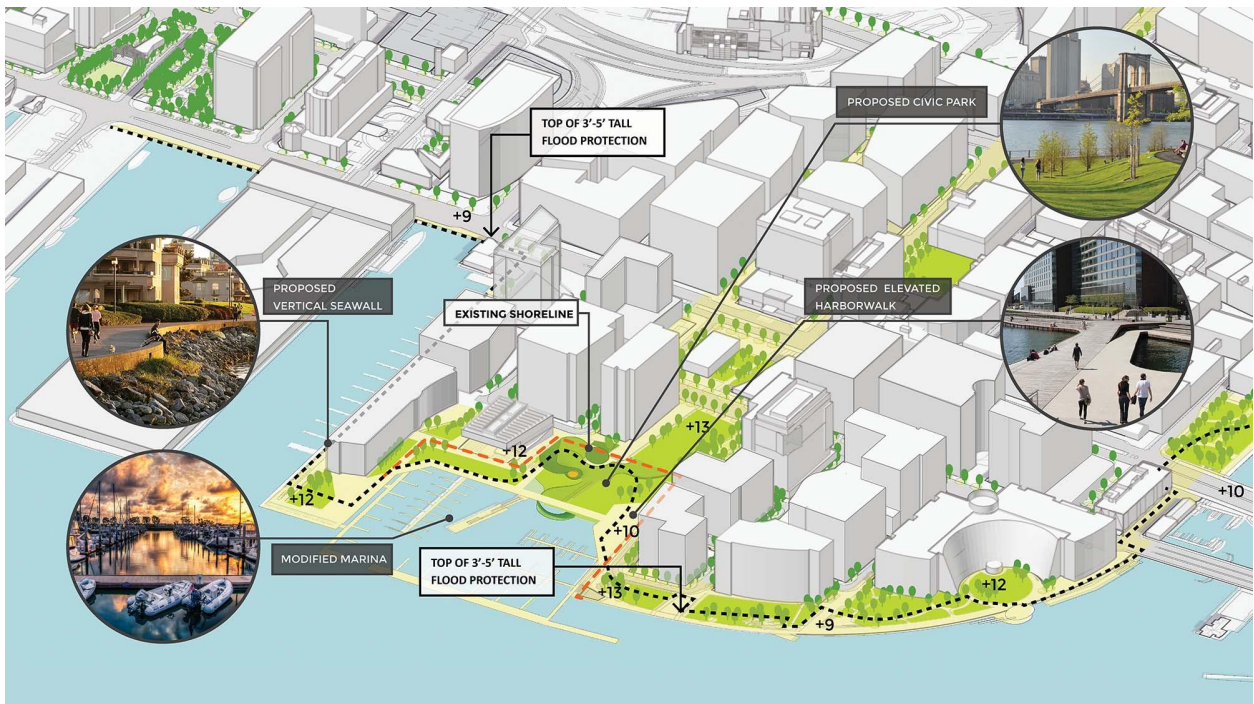 PROPOSED CIVIC PARK
TOP OF 3'-5' TALL
FLOOD PROTECTION
+9
PROPOSED
VERTICAL SEAWALL
PROPOSED ELEVATED
HARBORWALK
EXISTING SHORELINE
+13
+12
+12
+10
+10
MODIFIED MARINA
TOP OF 3'-5' TALL
FLOOD PROTECTION
+12
+13
+9